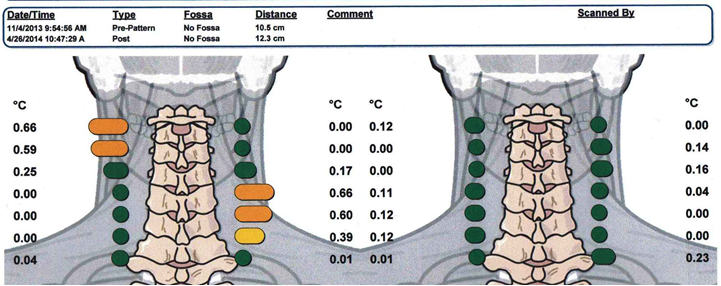 Date/Time Type Fossa Distance Comment Scanned By
11/4/2013 9:54:56 AM Pre-Pattern No Fossa 10.5 cm
4/26/2014 10:47:29 A Post No Fossa 12.3 cm
°C °C °C °C
0.66 0.00 0.12 0.00
0.59 0.00 0.00 0.14
0.25 0.17 0.00 0.16
0.00 0.66 0.11 0.04
0.00 0.60 0.12 0.00
0.00 0.39 0.12 0.00
0.04 0.01 0.01 0.23